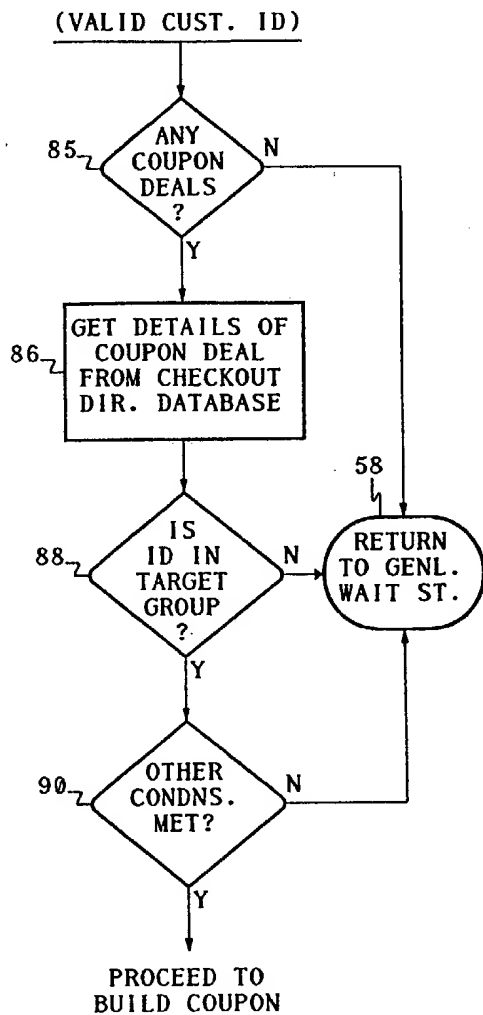 (VALID CUST. ID)
85
ANY
COUPON
DEALS
?
N
Y
86
GET DETAILS OF
COUPON DEAL
FROM CHECKOUT
DIR. DATABASE
58
RETURN
TO GENL.
WAIT ST.
88
IS
ID IN
TARGET
GROUP
?
N
Y
90
OTHER
CONDNS.
MET?
N
Y
PROCEED TO
BUILD COUPON